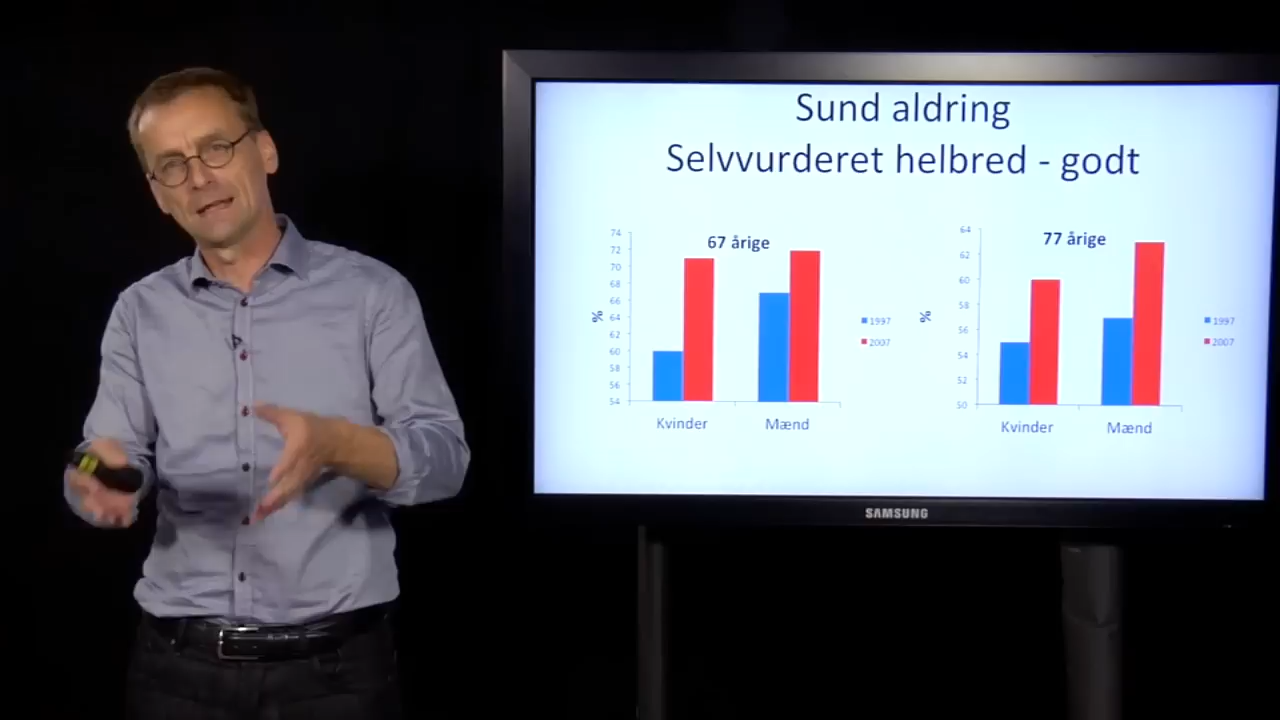 Sund aldring
Selvvurderet helbred - godt
67 årige
%
74
72
70
68
66
64
62
60
58
56
54
Kvinder
Mænd
1997
2007
77 årige
%
64
62
60
58
56
54
52
50
Kvinder
Mænd
1997
2007
SAMSUNG